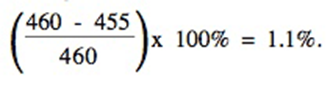 (460 - 455 / 460) x 100% = 1.1%.